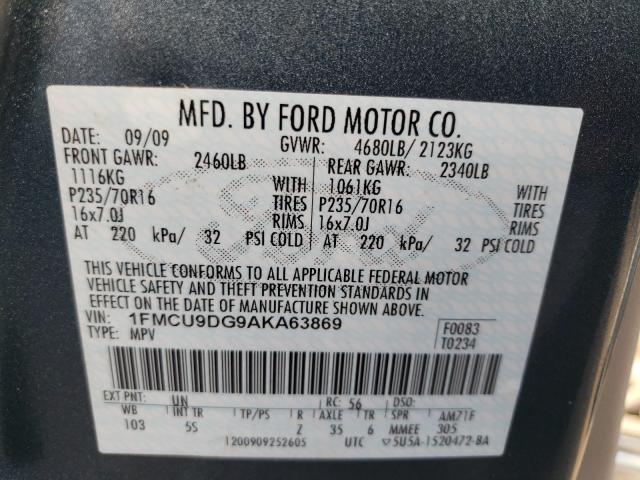 MFD. BY FORD MOTOR CO.
DATE: 09/09 GVWR: 4680LB/ 2123KG
FRONT GAWR: 2460LB REAR GAWR: 2340LB
1116KG WITH 1061KG WITH
P235/70R16 TIRES P235/70R16 TIRES
16x7.0J RIMS 16x7.0J RIMS
AT 220 kPa/ 32 PSI COLD AT 220 kPa/ 32 PSI COLD
THIS VEHICLE CONFORMS TO ALL APPLICABLE FEDERAL MOTOR
VEHICLE SAFETY AND THEFT PREVENTION STANDARDS IN
EFFECT ON THE DATE OF MANUFACTURE SHOWN ABOVE.
VIN: 1FMCU9DG9AKA63869 F0083
TYPE: MPV T0234
EXT PNT: UN RC: 56 DSO:
WB INT TR TP/PS R AXLE TR SPR AM71F
103 5S Z 35 6 MMEE 305
1200909252605 UTC 5U5A-1520472-BA
Ford